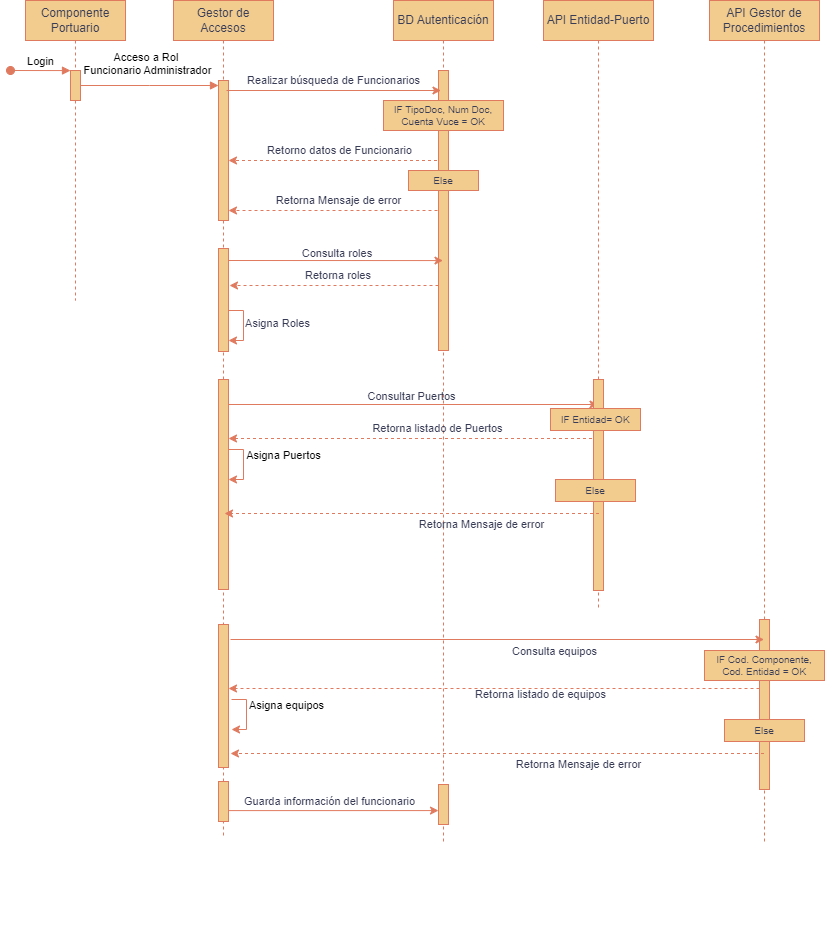 Componente
Portuario
Gestor de
Accesos
BD Autenticación
API Entidad-Puerto
API Gestor de
Procedimientos
Login
Acceso a Rol
Funcionario Administrador
Realizar búsqueda de Funcionarios
IF TipoDoc, Num Doc,
Cuenta Vuce = OK
Retorno datos de Funcionario
Else
Retorna Mensaje de error
Consulta roles
Retorna roles
Asigna Roles
Consultar Puertos
IF Entidad= OK
Retorna listado de Puertos
Asigna Puertos
Else
Retorna Mensaje de error
Consulta equipos
IF Cod. Componente,
Cod. Entidad = OK
Retorna listado de equipos
Asigna equipos
Else
Retorna Mensaje de error
Guarda información del funcionario